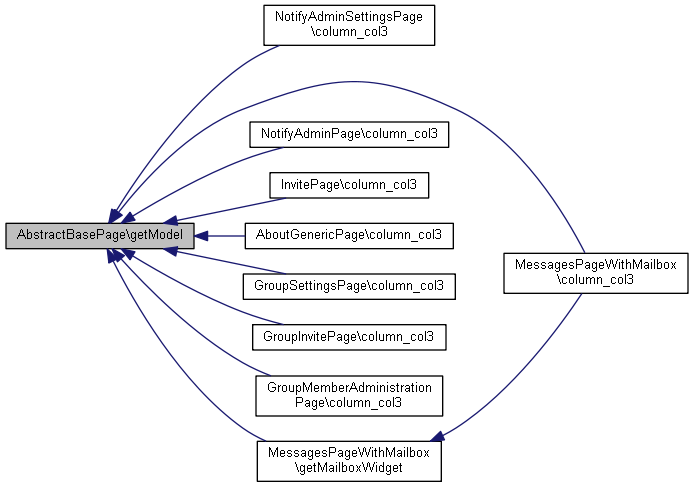 NotifyAdminSettingsPage
\column_col3
NotifyAdminPage\column_col3
InvitePage\column_col3
AbstractBasePage\getModel
AboutGenericPage\column_col3
MessagesPageWithMailbox
\column_col3
GroupSettingsPage\column_col3
GroupInvitePage\column_col3
GroupMemberAdministration
Page\column_col3
MessagesPageWithMailbox
\getMailboxWidget